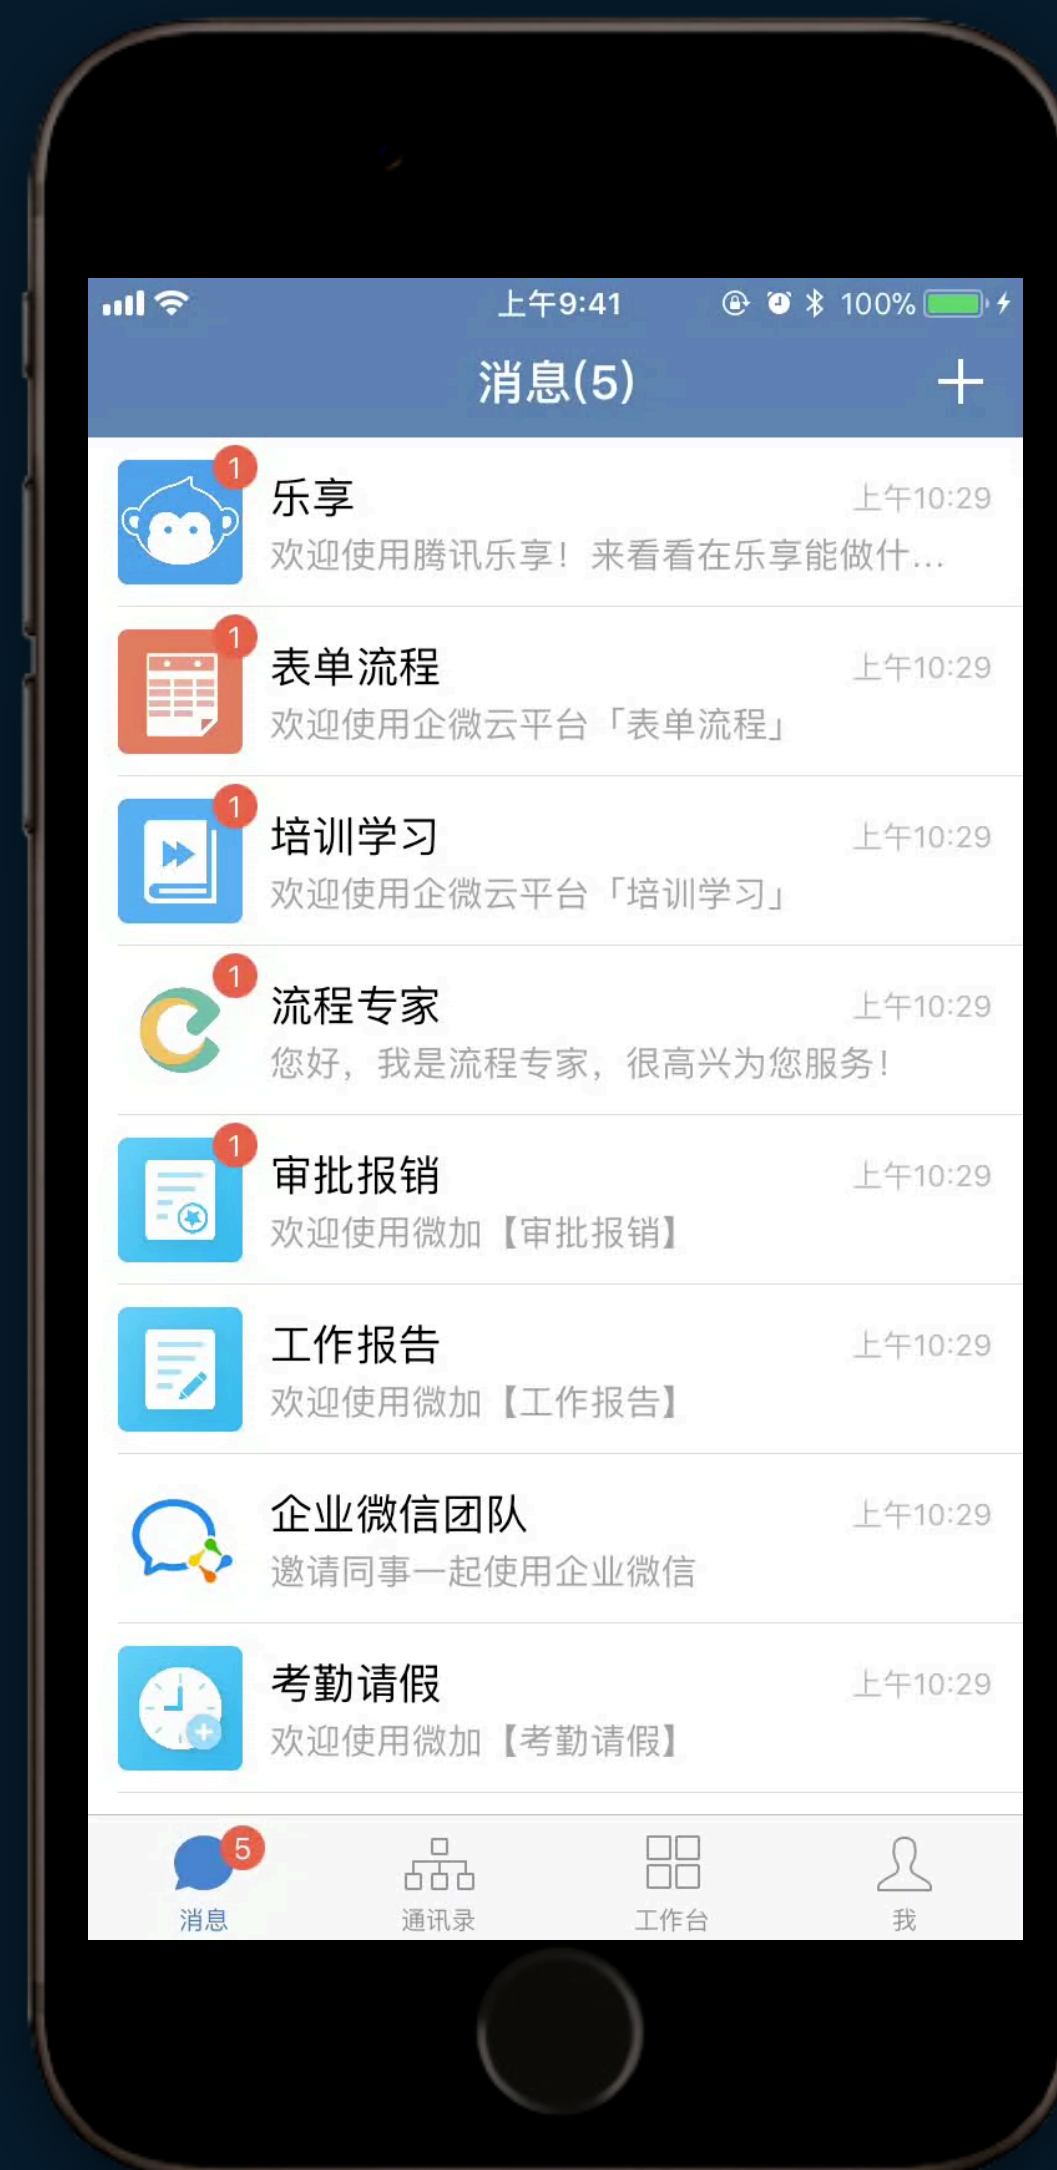 上午9:41
100%
消息(5)
1
乐享
上午10:29
欢迎使用腾讯乐享！来看看在乐享能做什...
1
表单流程
上午10:29
欢迎使用企微云平台「表单流程」
1
培训学习
上午10:29
欢迎使用企微云平台「培训学习」
1
流程专家
上午10:29
您好，我是流程专家，很高兴为您服务！
1
审批报销
上午10:29
欢迎使用微加【审批报销】
工作报告
上午10:29
欢迎使用微加【工作报告】
企业微信团队
上午10:29
邀请同事一起使用企业微信
考勤请假
上午10:29
欢迎使用微加【考勤请假】
5
消息
通讯录
工作台
我